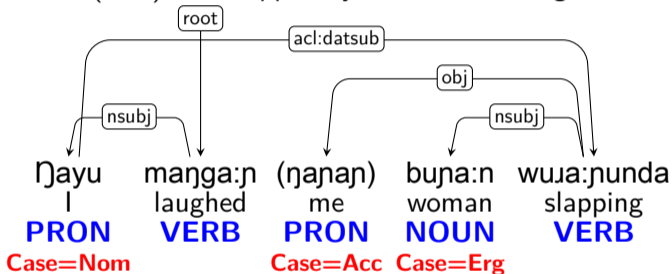 root
acl:datsub
obj
nsubj nsubj
Ŋayu maŋga:ɲ (ŋaɲaɲ) buɲa:n wuɹa:ɲunda
I laughed me woman slapping
PRON VERB PRON NOUN VERB
Case=Nom Case=Acc Case=Erg